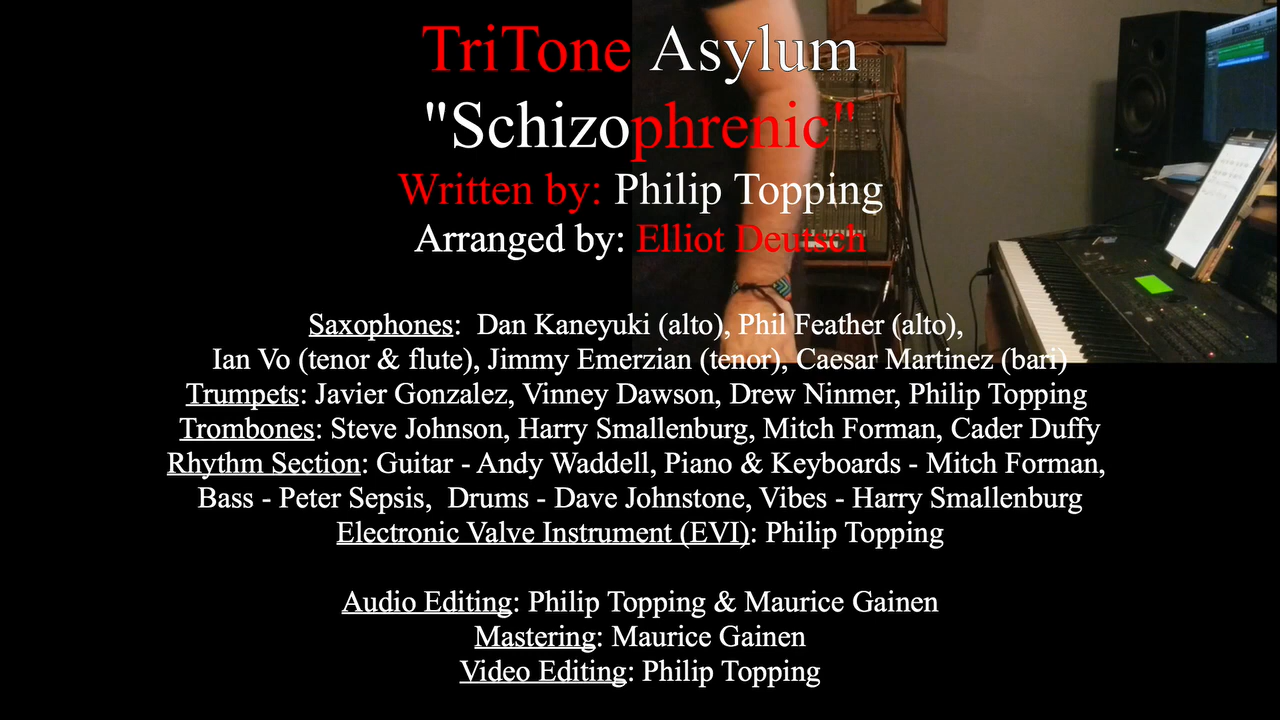 TriTone Asylum
"Schizophrenic"
Written by: Philip Topping
Arranged by: Elliot Deutsch
Saxophones:  Dan Kaneyuki (alto), Phil Feather (alto),
Ian Vo (tenor & flute), Jimmy Emerzian (tenor), Caesar Martinez (bari)
Trumpets: Javier Gonzalez, Vinney Dawson, Drew Ninmer, Philip Topping
Trombones: Steve Johnson, Harry Smallenburg, Mitch Forman, Cader Duffy
Rhythm Section: Guitar - Andy Waddell, Piano & Keyboards - Mitch Forman,
Bass - Peter Sepsis,  Drums - Dave Johnstone, Vibes - Harry Smallenburg
Electronic Valve Instrument (EVI): Philip Topping
Audio Editing: Philip Topping & Maurice Gainen
Mastering: Maurice Gainen
Video Editing: Philip Topping